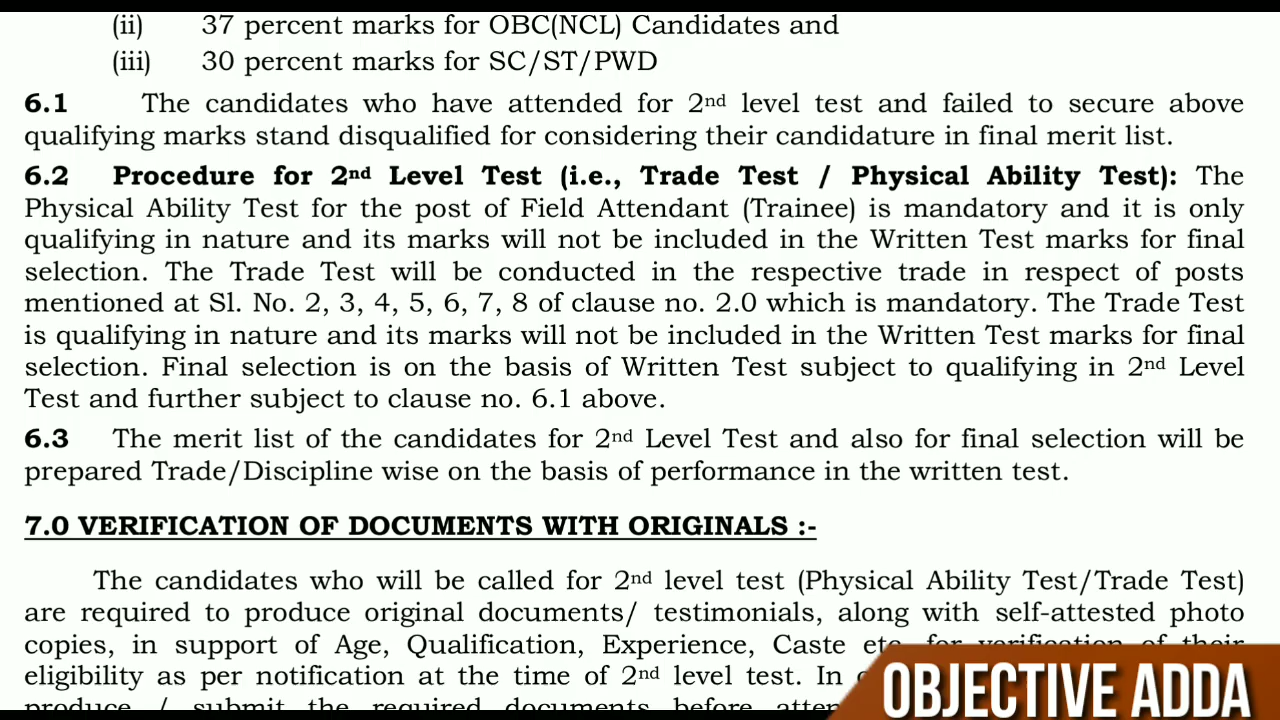 (ii) 37 percent marks for OBC(NCL) Candidates and
(iii) 30 percent marks for SC/ST/PWD
6.1 The candidates who have attended for 2nd level test and failed to secure above
qualifying marks stand disqualified for considering their candidature in final merit list.
6.2 Procedure for 2nd Level Test (i.e., Trade Test / Physical Ability Test): The
Physical Ability Test for the post of Field Attendant (Trainee) is mandatory and it is only
qualifying in nature and its marks will not be included in the Written Test marks for final
selection. The Trade Test will be conducted in the respective trade in respect of posts
mentioned at Sl. No. 2, 3, 4, 5, 6, 7, 8 of clause no. 2.0 which is mandatory. The Trade Test
is qualifying in nature and its marks will not be included in the Written Test marks for final
selection. Final selection is on the basis of Written Test subject to qualifying in 2nd Level
Test and further subject to clause no. 6.1 above.
6.3 The merit list of the candidates for 2nd Level Test and also for final selection will be
prepared Trade/Discipline wise on the basis of performance in the written test.
7.0 VERIFICATION OF DOCUMENTS WITH ORIGINALS :-
The candidates who will be called for 2nd level test (Physical Ability Test/Trade Test)
are required to produce original documents/ testimonials, along with self-attested photo
copies, in support of Age, Qualification, Experience, Caste etc. for verification of their
eligibility as per notification at the time of 2nd level test. In
produce / submit the required documents before
OBJECTIVE ADDA